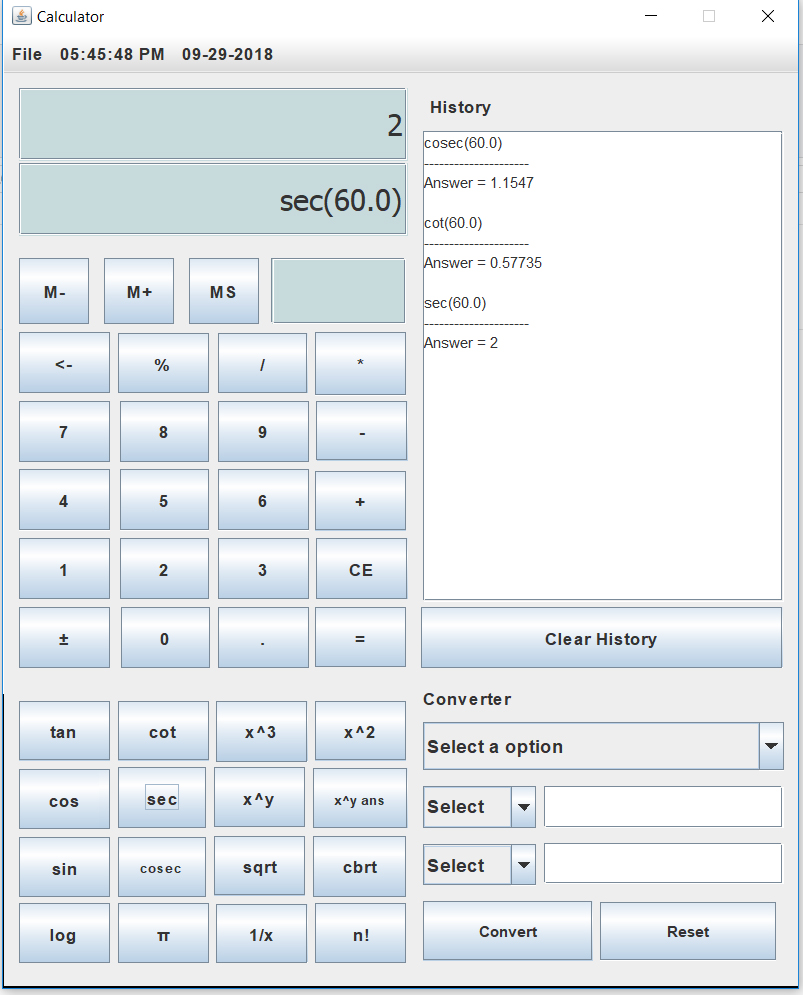 Calculator
File 05:45:48 PM 09-29-2018
2
sec(60.0)
M- M+ MS
<- % / *
7 8 9 -
4 5 6 +
1 2 3 CE
± 0 . =
tan cot x^3 x^2
cos sec x^y x^y ans
sin cosec sqrt cbrt
log π 1/x n!
History
cosec(60.0)
---------------------
Answer = 1.1547
cot(60.0)
---------------------
Answer = 0.57735
sec(60.0)
---------------------
Answer = 2
Clear History
Converter
Select a option
Select
Select
Convert Reset